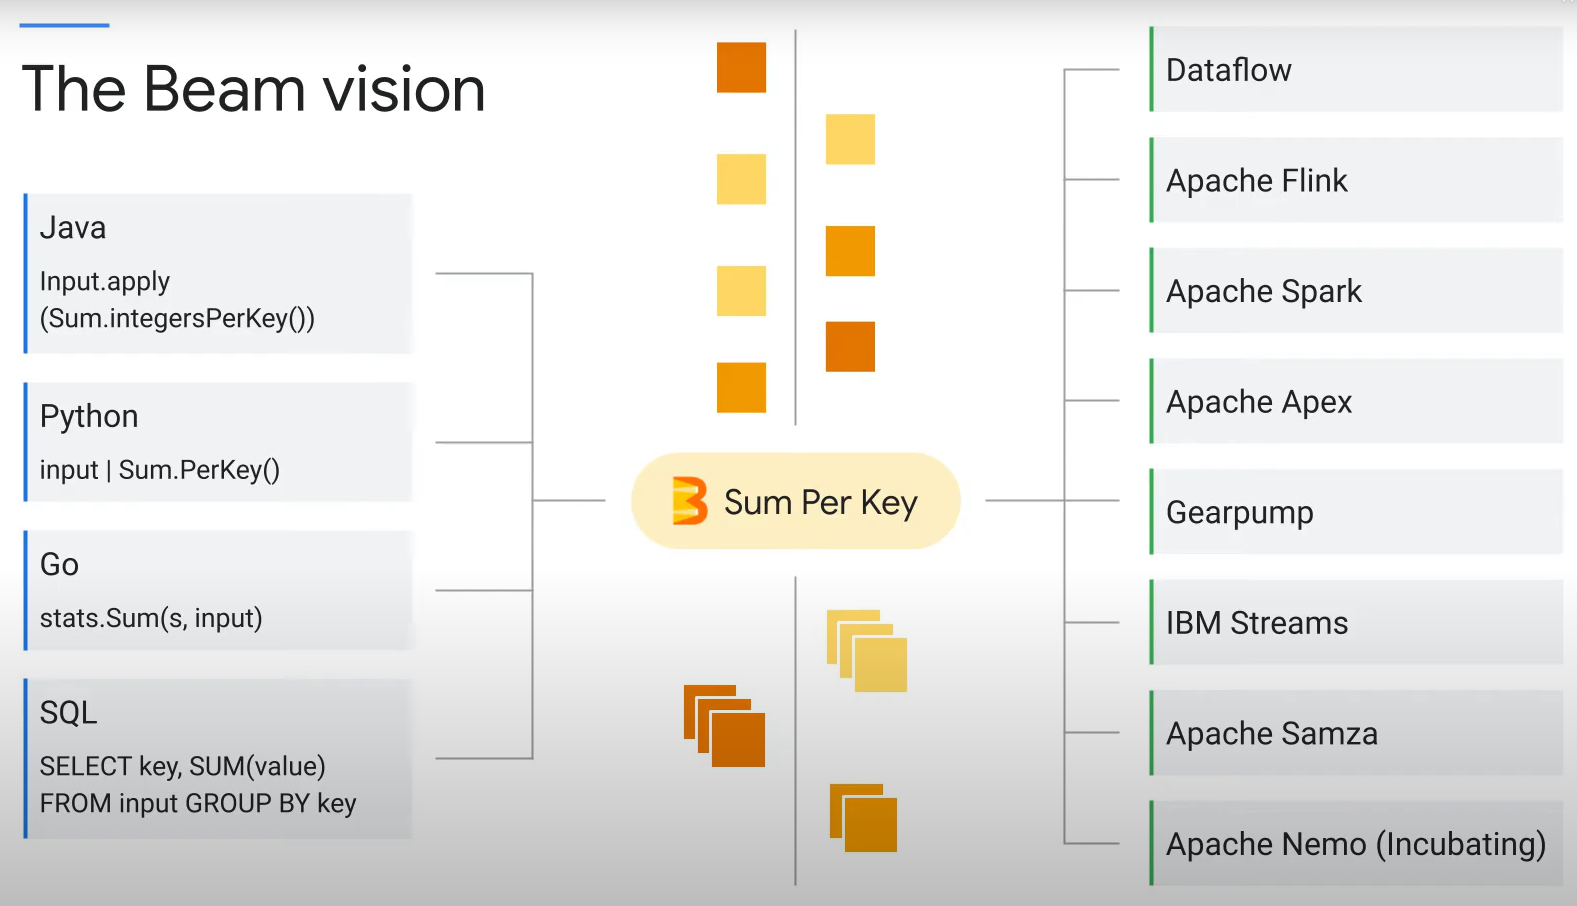 The Beam vision
Java
Input.apply
(Sum.integersPerKey())
Python
input | Sum.PerKey()
Go
stats.Sum(s, input)
SQL
SELECT key, SUM(value)
FROM input GROUP BY key
Sum Per Key
Dataflow
Apache Flink
Apache Spark
Apache Apex
Gearpump
IBM Streams
Apache Samza
Apache Nemo (Incubating)